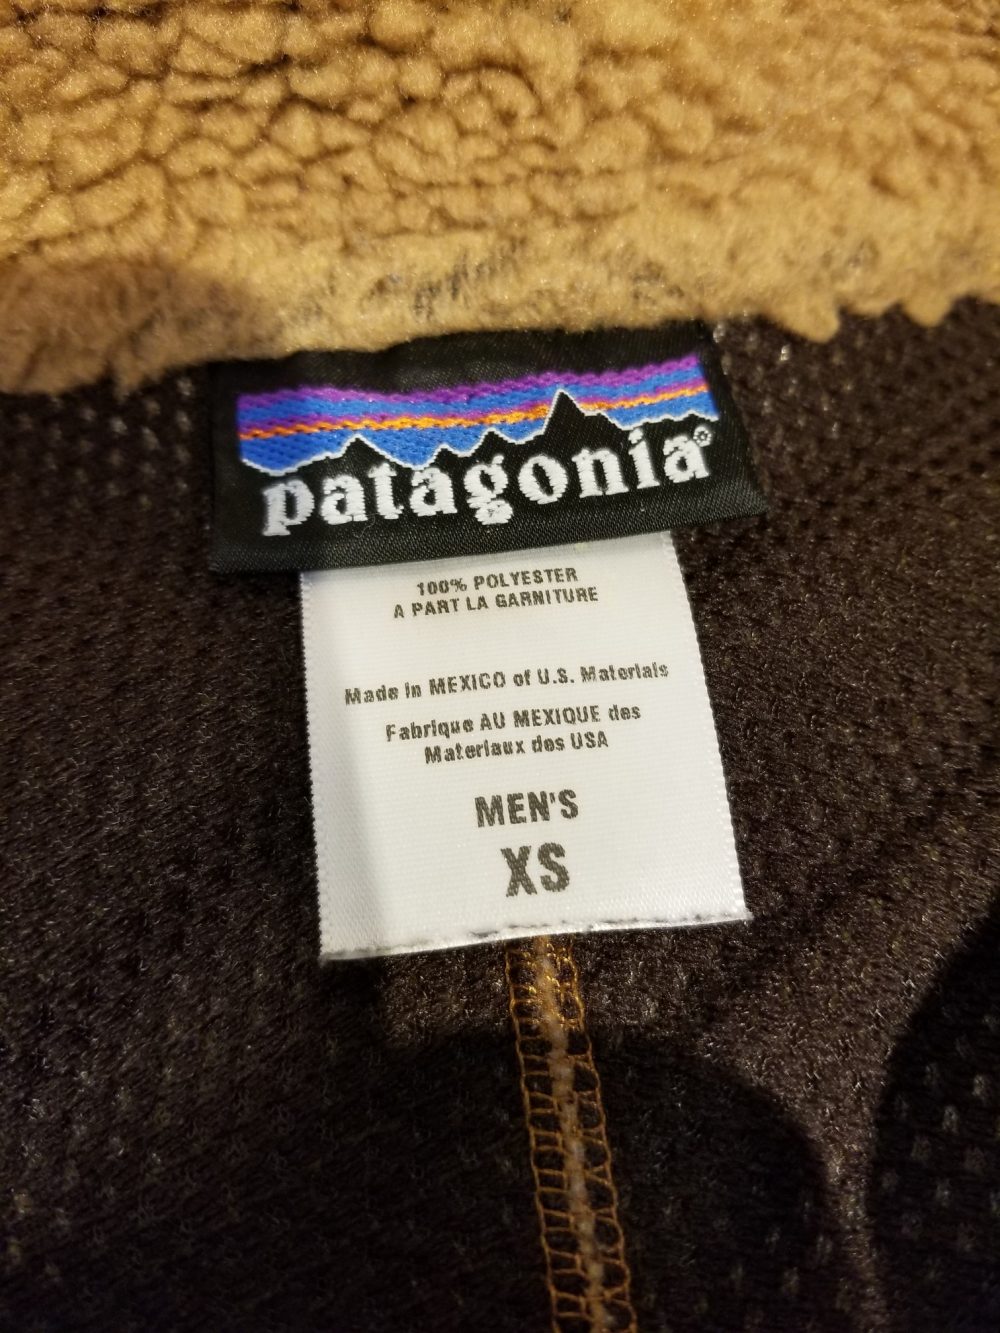 patagonia®
100% POLYESTER
A PART LA GARNITURE
Made in MEXICO of U.S. Materials
Fabrique AU MEXIQUE des
Materiaux des USA
MEN'S
XS